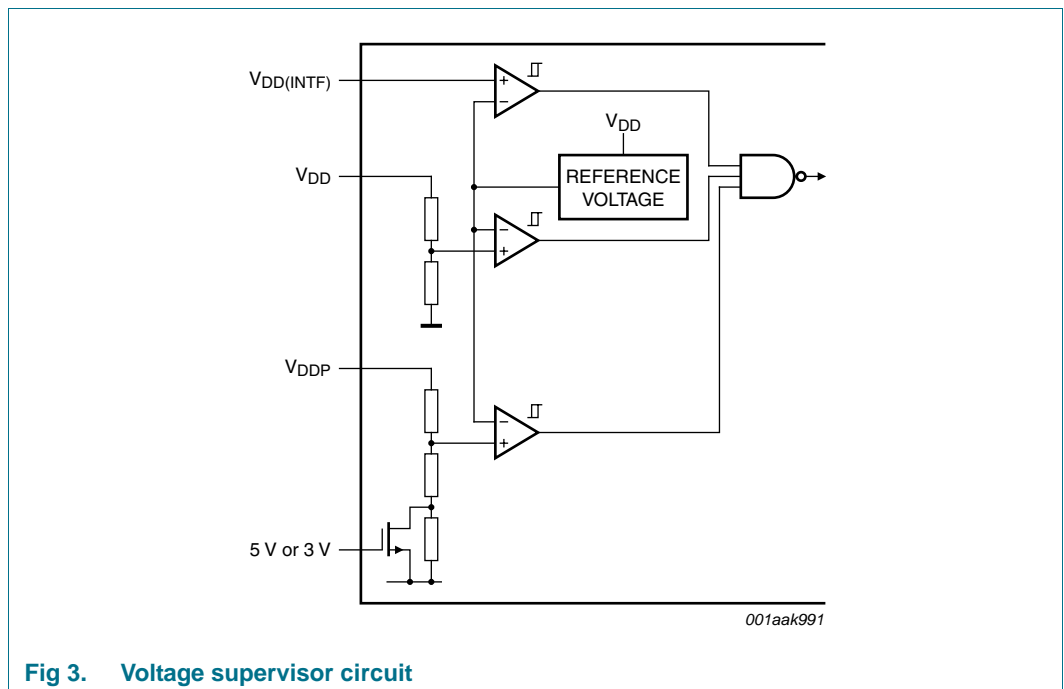 VDD(INTF)
+
−
VDD
REFERENCE
VOLTAGE
VDD
−
+
VDDP
−
+
5 V or 3 V
001aak991
Fig 3. Voltage supervisor circuit